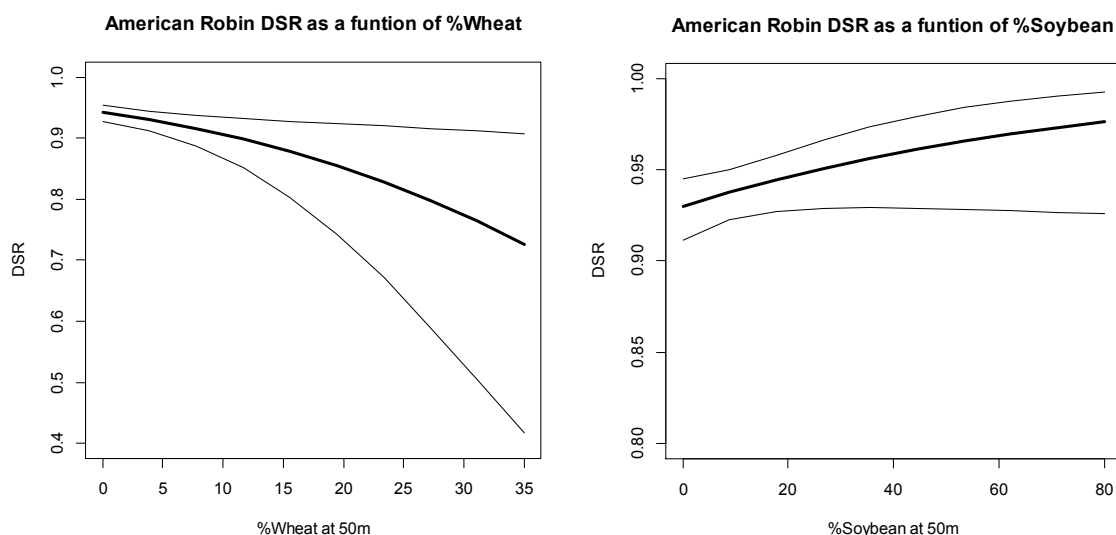 American Robin DSR as a funtion of %Wheat
1.0
0.9
0.8
0.7
0.6
0.5
0.4
DSR
0 5 10 15 20 25 30 35
%Wheat at 50m
American Robin DSR as a funtion of %Soybean
1.00
0.95
0.90
0.85
0.80
DSR
0 20 40 60 80
%Soybean at 50m